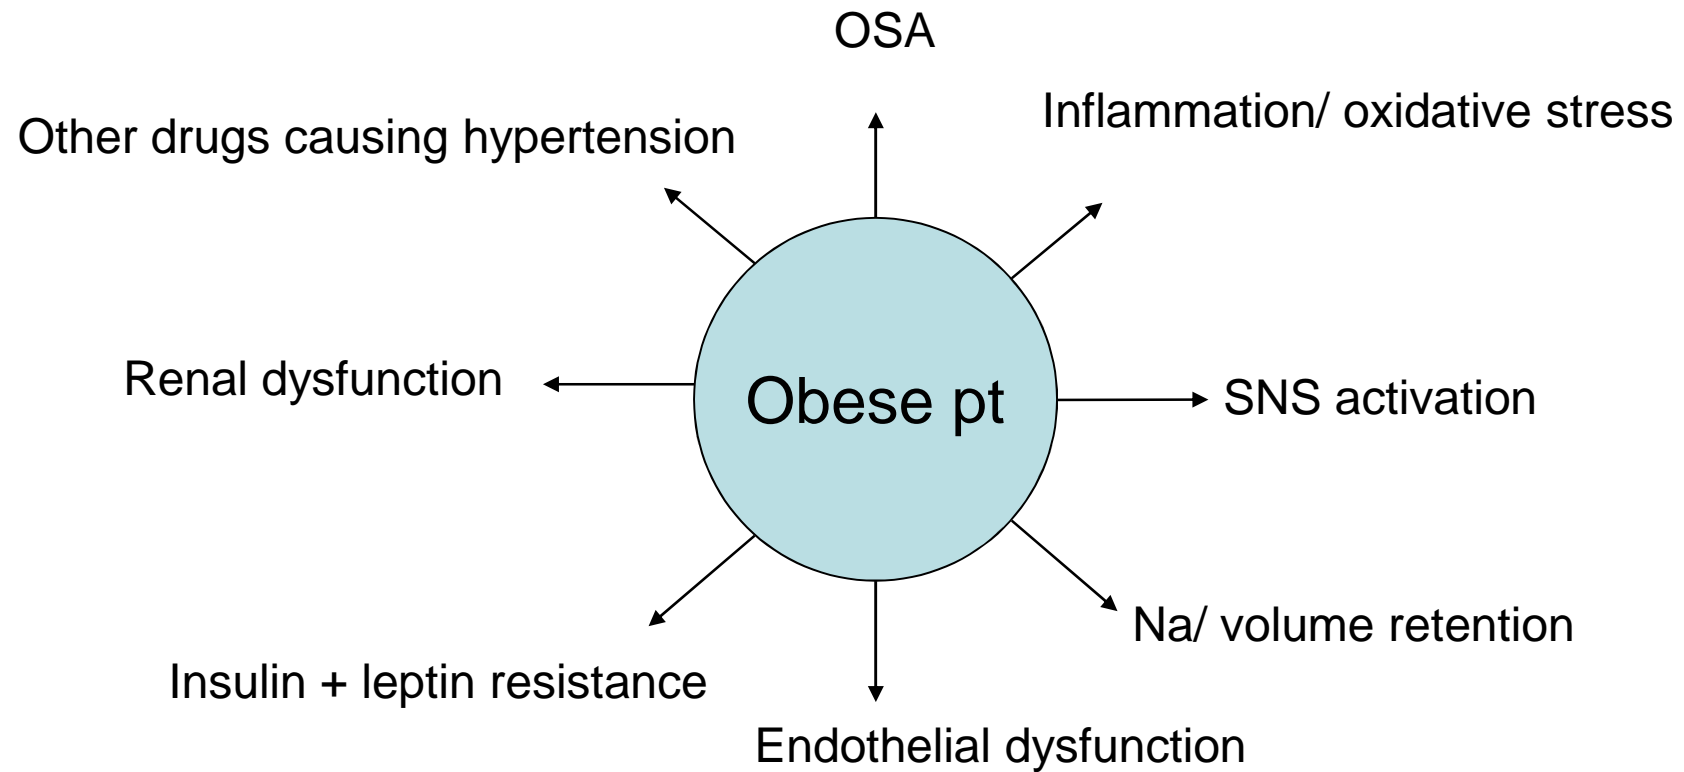 OSA
Inflammation/ oxidative stress
Other drugs causing hypertension
Renal dysfunction
Obese pt
SNS activation
Na/ volume retention
Insulin + leptin resistance
Endothelial dysfunction